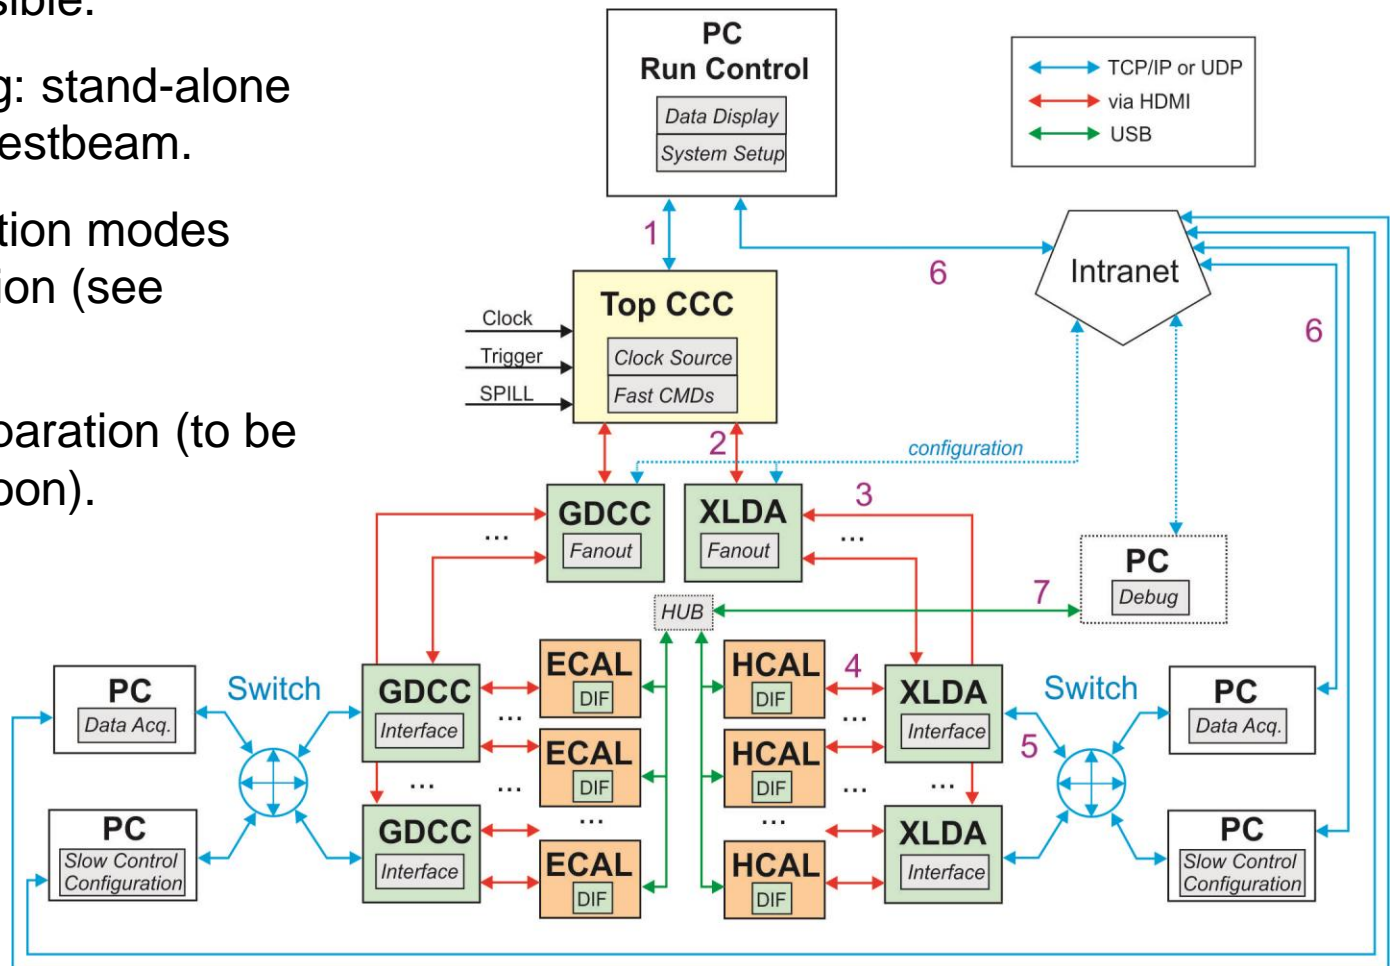 sible.
g: stand-alone
estbeam.
tion modes
ion (see
paration (to be
oon).
PC
Run Control
Data Display
System Setup
TCP/IP or UDP
via HDMI
USB
1
6
Intranet
6
Top CCC
Clock Source
Fast CMDs
Clock
Trigger
SPILL
2
configuration
3
GDCC
Fanout
...
XLDA
Fanout
...
PC
Debug
7
HUB
PC
Data Acq.
Switch
GDCC
Interface
...
ECAL
DIF
HCAL
DIF
4
...
XLDA
Interface
Switch
5
PC
Data Acq.
...
...
ECAL
DIF
...
HCAL
DIF
...
...
...
PC
Slow Control
Configuration
GDCC
Interface
ECAL
DIF
HCAL
DIF
XLDA
Interface
PC
Slow Control
Configuration